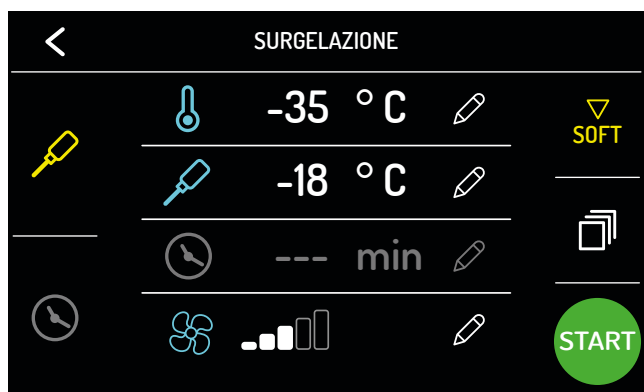 SURGELAZIONE
-35 °C
SOFT
-18 °C
--- min
START